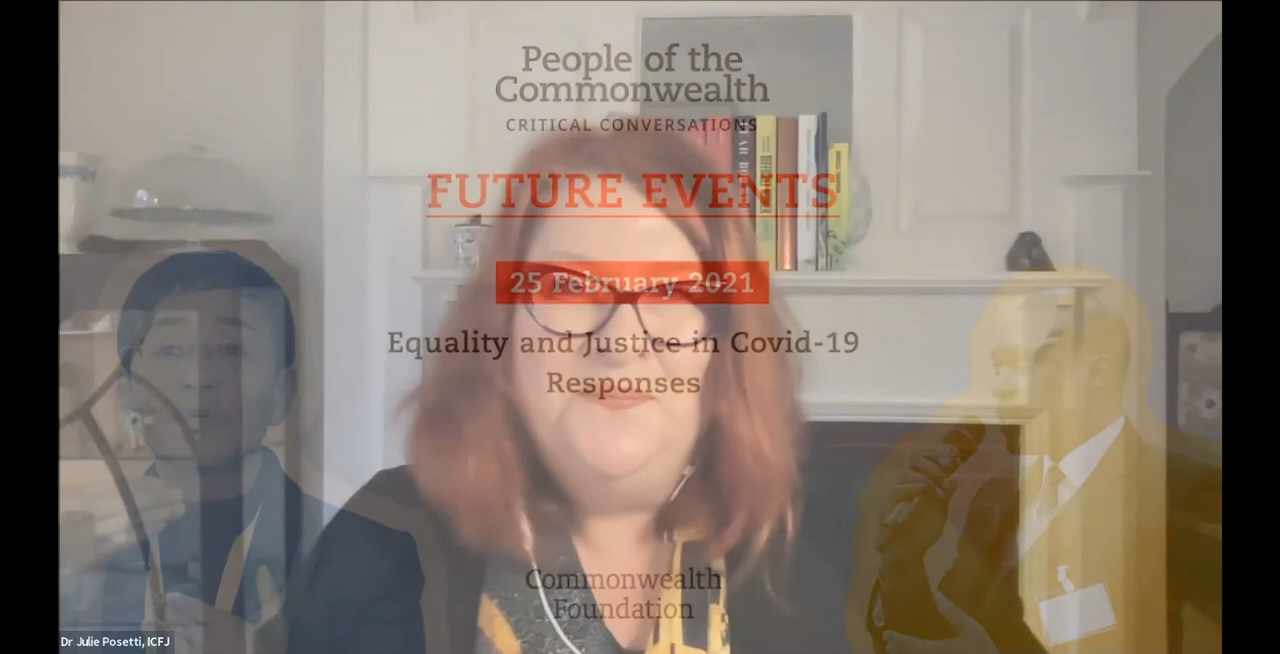 People of the
Commonwealth
CRITICAL CONVERSATIONS
FUTURE EVENTS
25 February 2021
Equality and Justice in Covid-19
Responses
Commonwealth
Foundation
Dr Julie Posetti, ICFJ